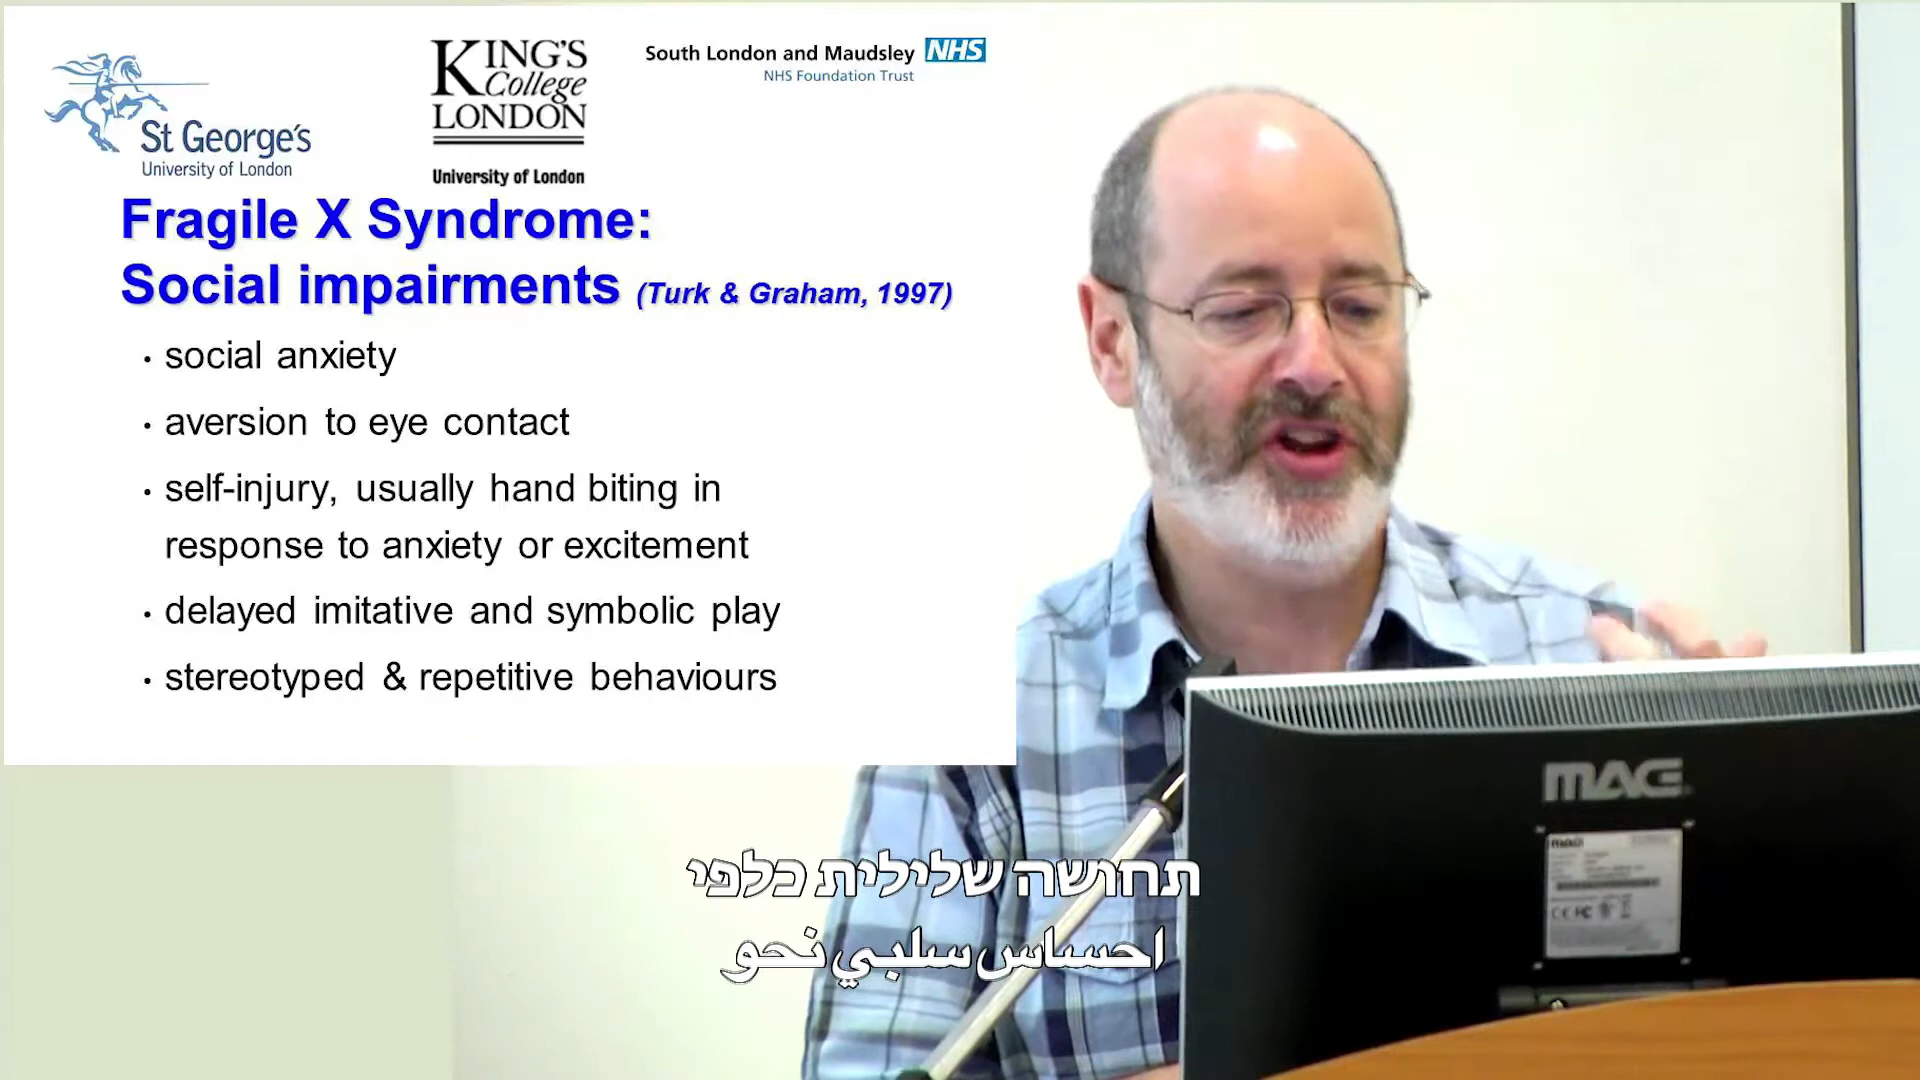 St George's
University of London
KING'S
College
LONDON
University of London
South London and Maudsley NHS
NHS Foundation Trust
Fragile X Syndrome:
Social impairments (Turk & Graham, 1997)
• social anxiety
• aversion to eye contact
• self-injury, usually hand biting in
response to anxiety or excitement
• delayed imitative and symbolic play
• stereotyped & repetitive behaviours
MAG
תחושה שלילית כלפי
احساس سلبي نحو